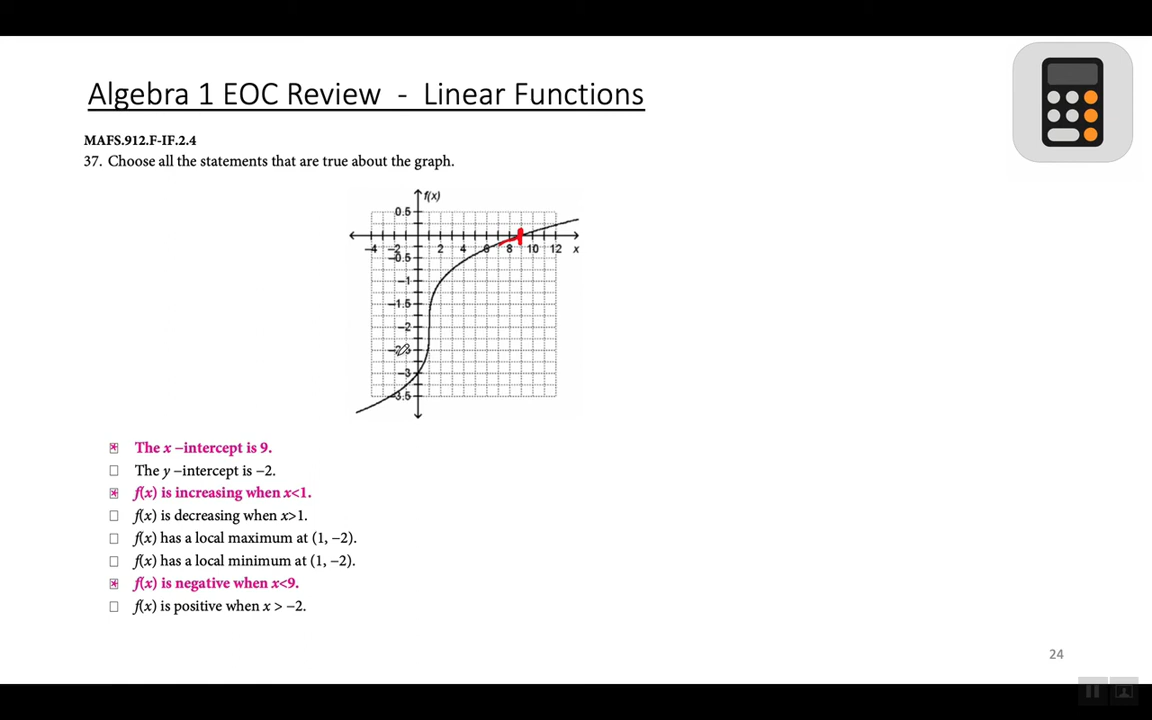 Algebra 1 EOC Review - Linear Functions
MAFS.912.F-IF.2.4
37. Choose all the statements that are true about the graph.
f(x)
0.5
-4 -2 2 4 6 8 10 12 x
-0.5
-1
-1.5
-2
-3
-3.5
The x −intercept is 9.
The y −intercept is −2.
f(x) is increasing when x<1.
f(x) is decreasing when x>1.
f(x) has a local maximum at (1, −2).
f(x) has a local minimum at (1, −2).
f(x) is negative when x<9.
f(x) is positive when x > −2.
24